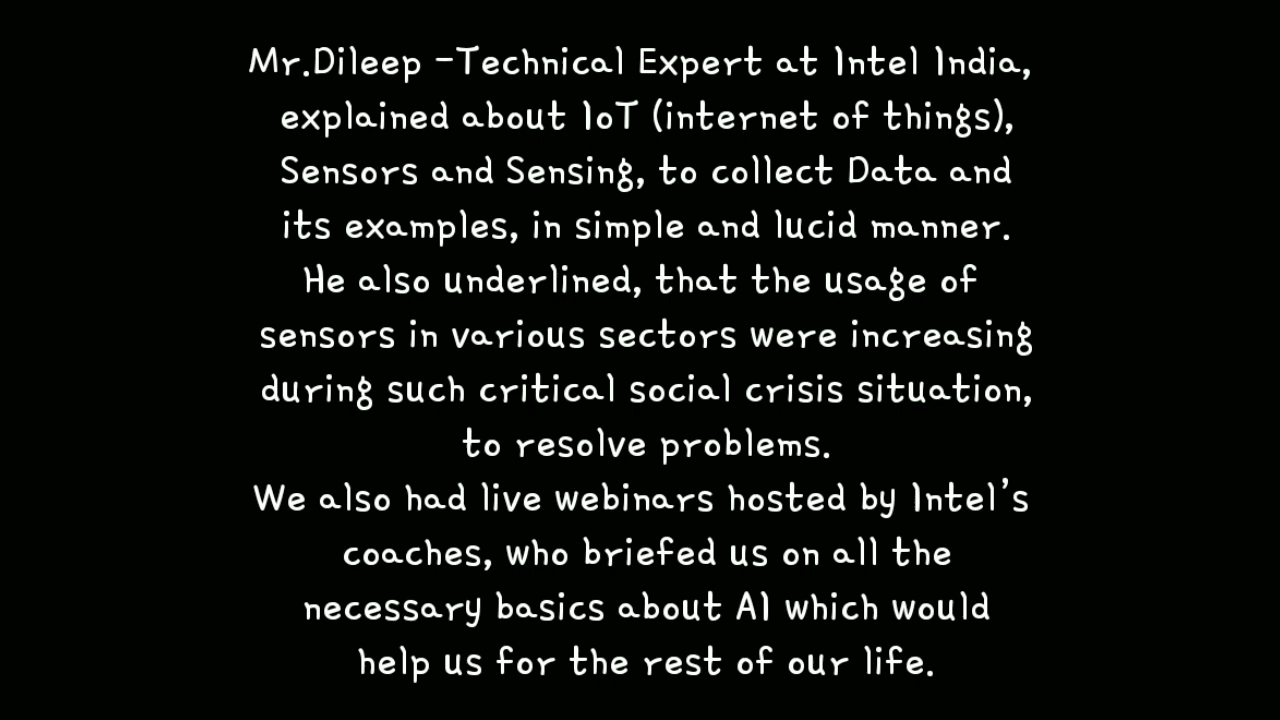 Mr.Dileep -Technical Expert at Intel India,
explained about IoT (internet of things),
Sensors and Sensing, to collect Data and
its examples, in simple and lucid manner.
He also underlined, that the usage of
sensors in various sectors were increasing
during such critical social crisis situation,
to resolve problems.
We also had live webinars hosted by Intel's
coaches, who briefed us on all the
necessary basics about AI which would
help us for the rest of our life.